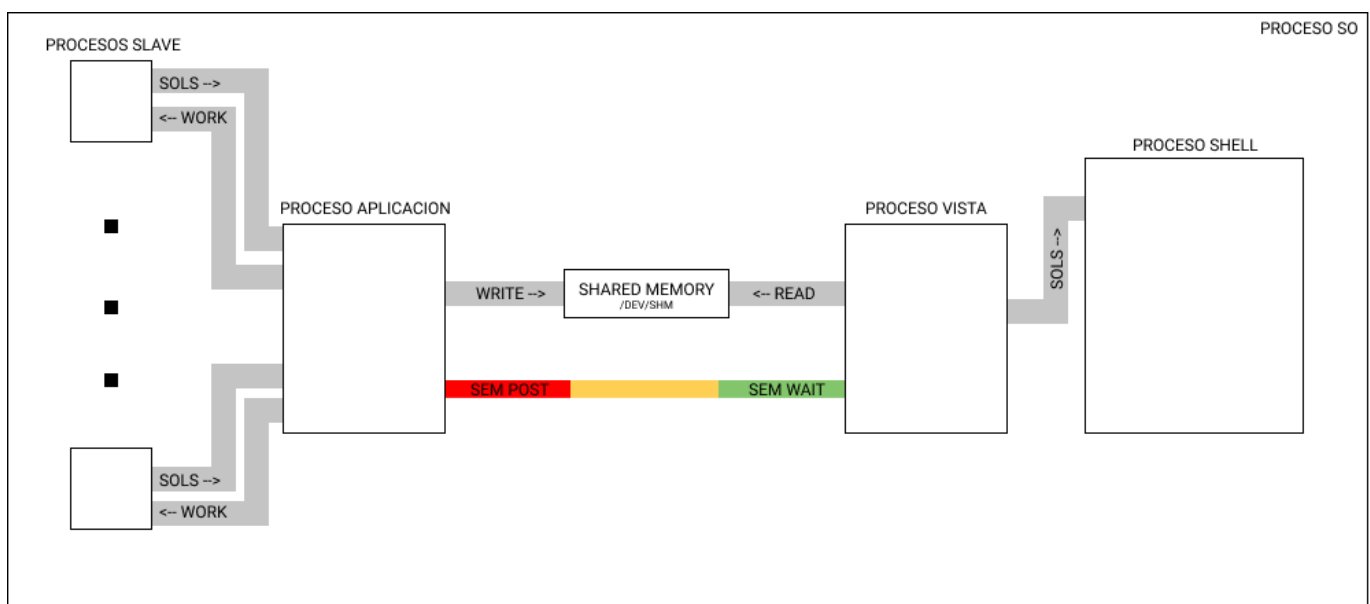 PROCESO SO
PROCESOS SLAVE
SOLS -->
<-- WORK
PROCESO SHELL
PROCESO APLICACION
PROCESO VISTA
SOLS -->
WRITE -->
SHARED MEMORY
/DEV/SHM
<-- READ
SEM POST
SEM WAIT
SOLS -->
<-- WORK